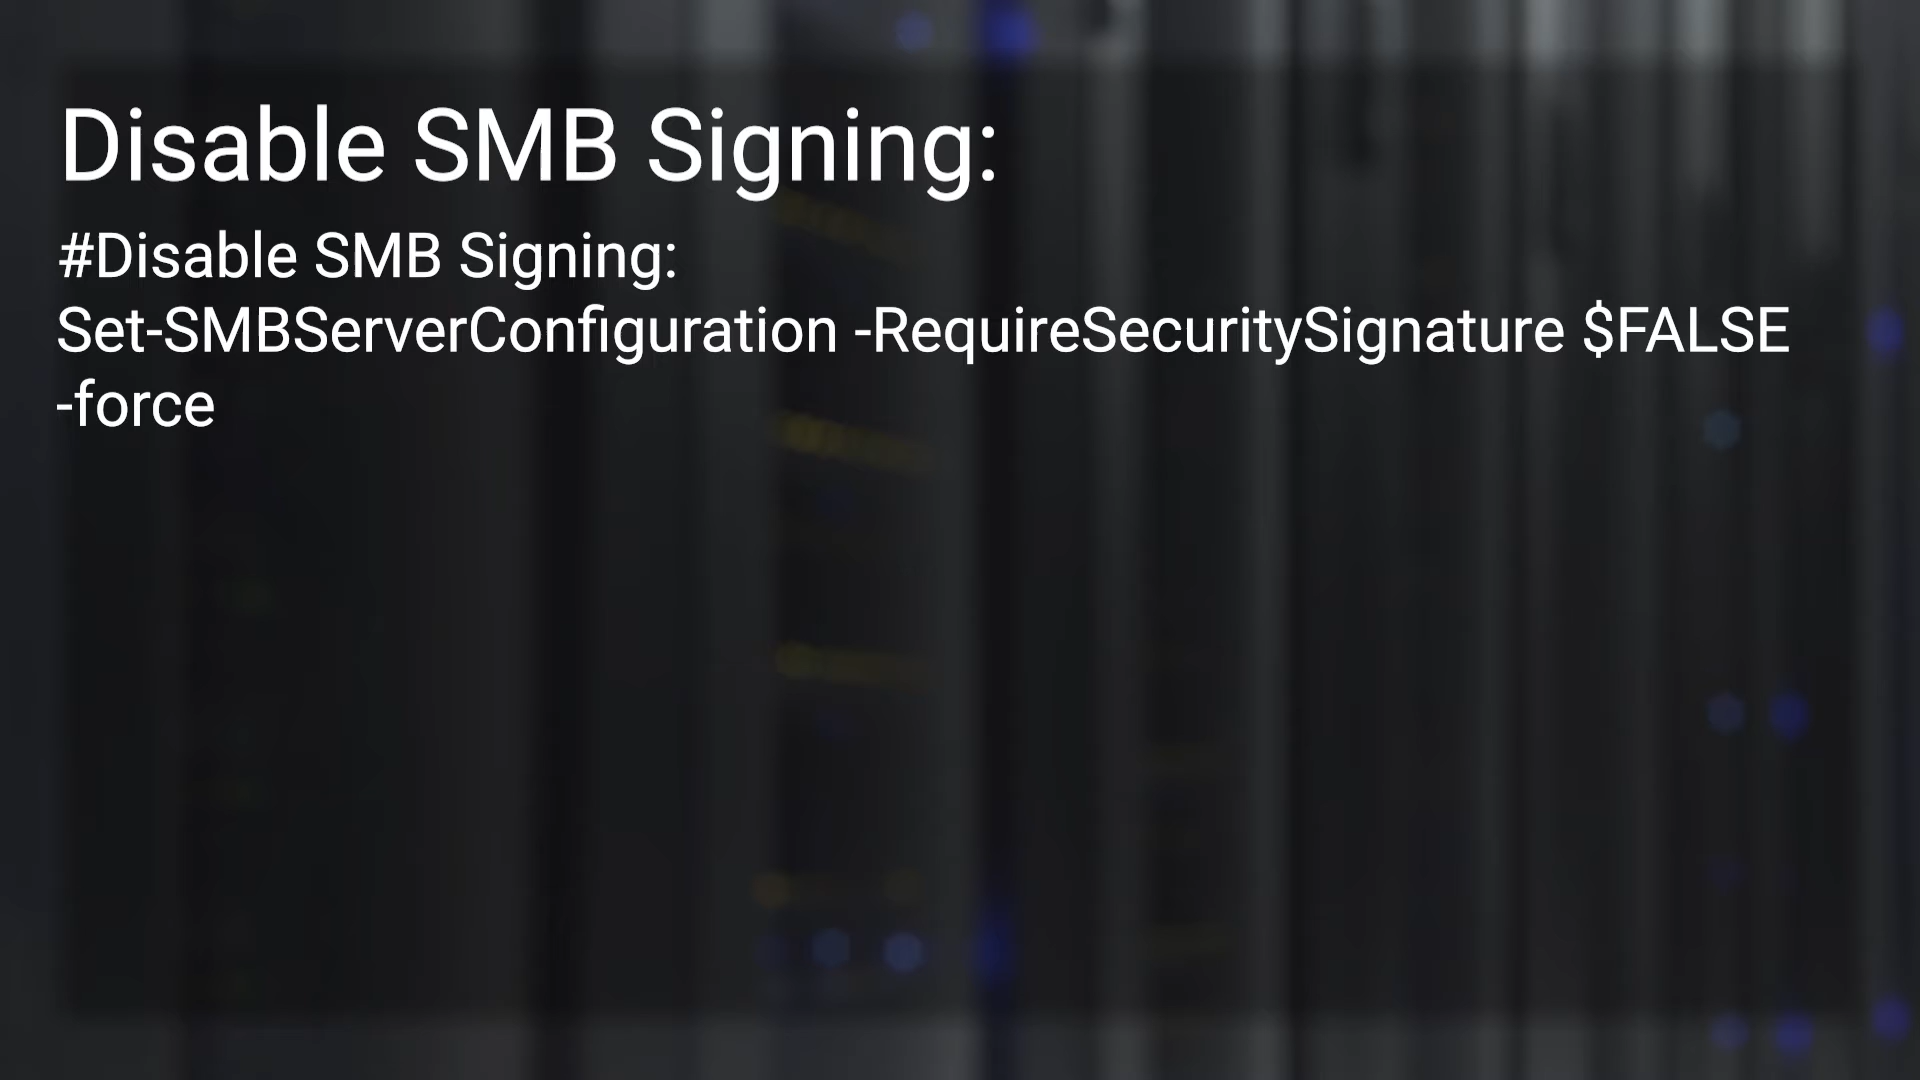 Disable SMB Signing:
#Disable SMB Signing:
Set-SMBServerConfiguration -RequireSecuritySignature $FALSE
-force